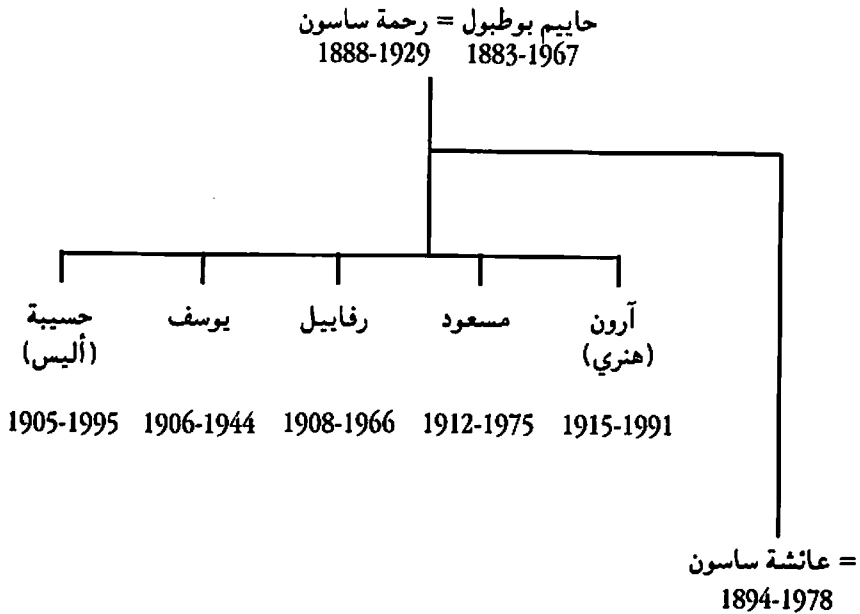 حاييم بوطبول = رحمة ساسون
1883-1967 1888-1929
آرون مسعود رفاييل يوسف حسيبة
(هنري) (أليس)
1915-1991 1912-1975 1908-1966 1906-1944 1905-1995
= عائشة ساسون
1894-1978